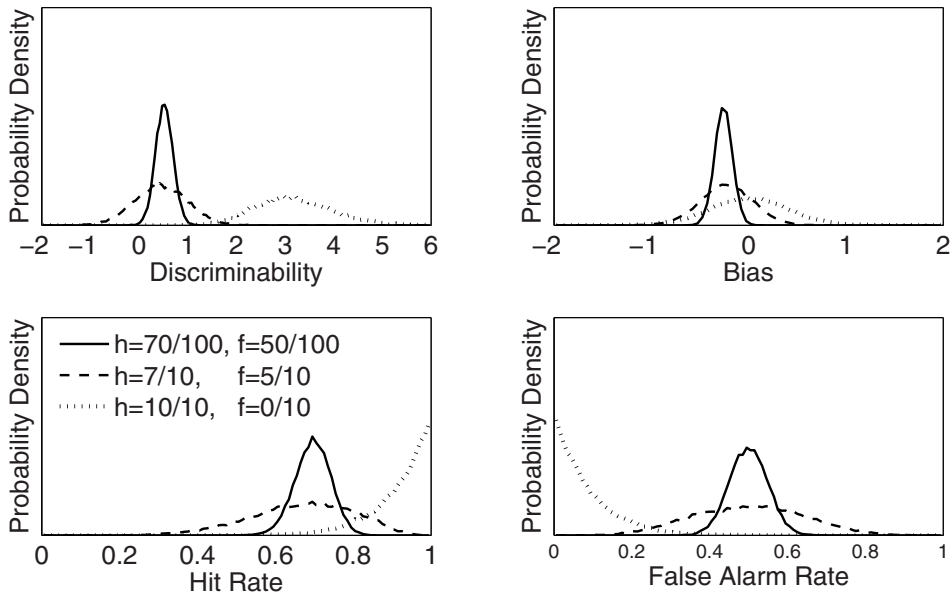 Probability Density
−2 −1 0 1 2 3 4 5 6
Discriminability
Probability Density
−2 −1 0 1 2
Bias
Probability Density
h=70/100, f=50/100
h=7/10, f=5/10
h=10/10, f=0/10
0 0.2 0.4 0.6 0.8 1
Hit Rate
Probability Density
0 0.2 0.4 0.6 0.8 1
False Alarm Rate